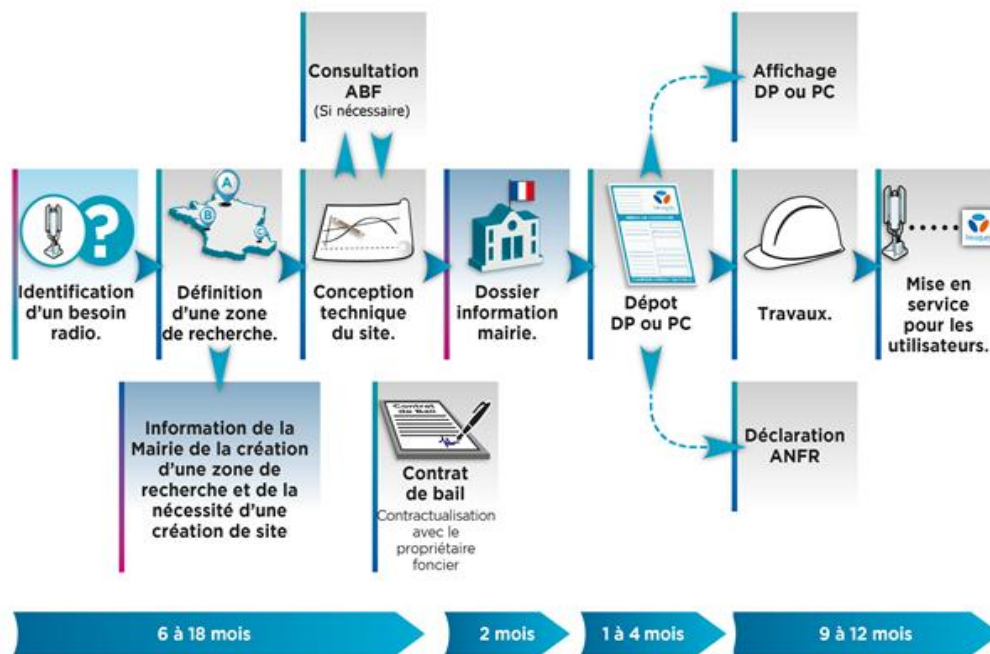 Consultation
ABF
(Si nécessaire)
Affichage
DP ou PC
A
B
C
?
Identification
d'un besoin
radio.
Définition
d'une zone
de recherche.
Conception
technique
du site.
Dossier
information
mairie.
Dépot
DP ou PC
Travaux.
Mise en
service
pour les
utilisateurs.
Information de la
Mairie de la création
d'une zone de
recherche et de la
nécessité d'une
création de site
Contrat
de Bail
Contrat
de bail
Contractualisation
avec le
propriétaire
foncier
Déclaration
ANFR
6 à 18 mois
2 mois
1 à 4 mois
9 à 12 mois